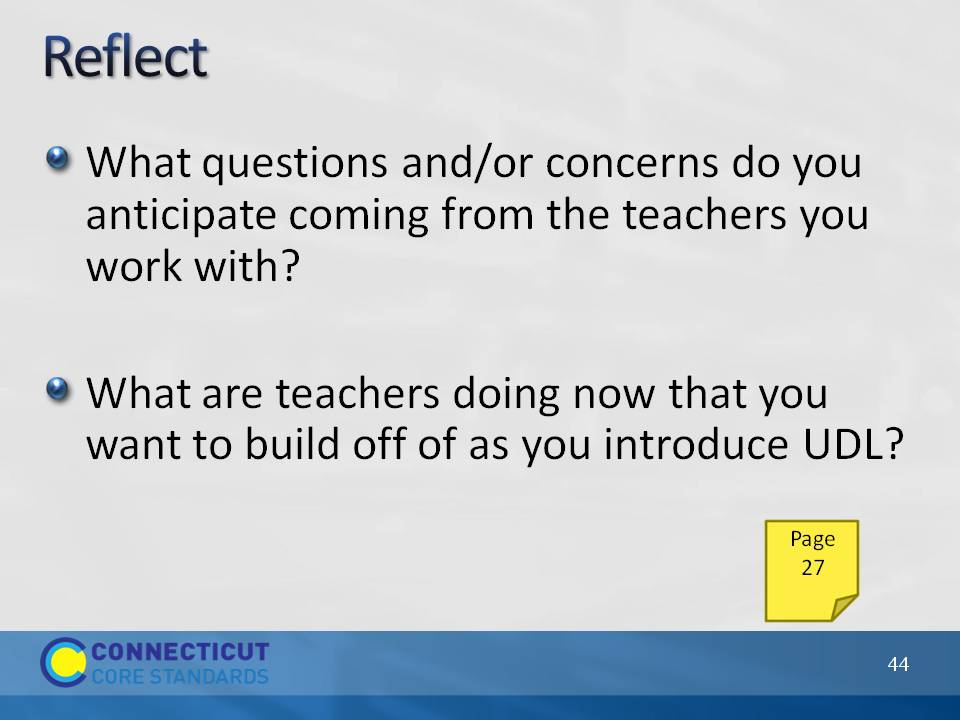 Reflect
What questions and/or concerns do you
anticipate coming from the teachers you
work with?
What are teachers doing now that you
want to build off of as you introduce UDL?
Page
27
CONNECTICUT
CORE STANDARDS
44